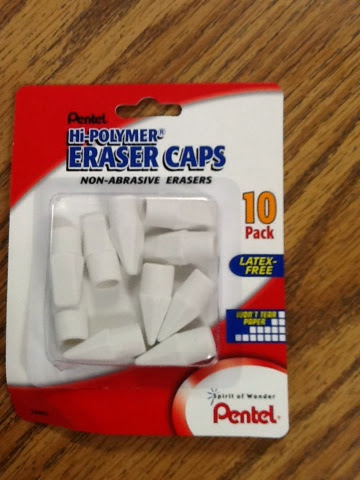 Pentel
Hi-POLYMER®
ERASER CAPS
NON-ABRASIVE ERASERS
10
Pack
LATEX-
FREE
WON'T TEAR
PAPER
Spirit of Wonder
Pentel®